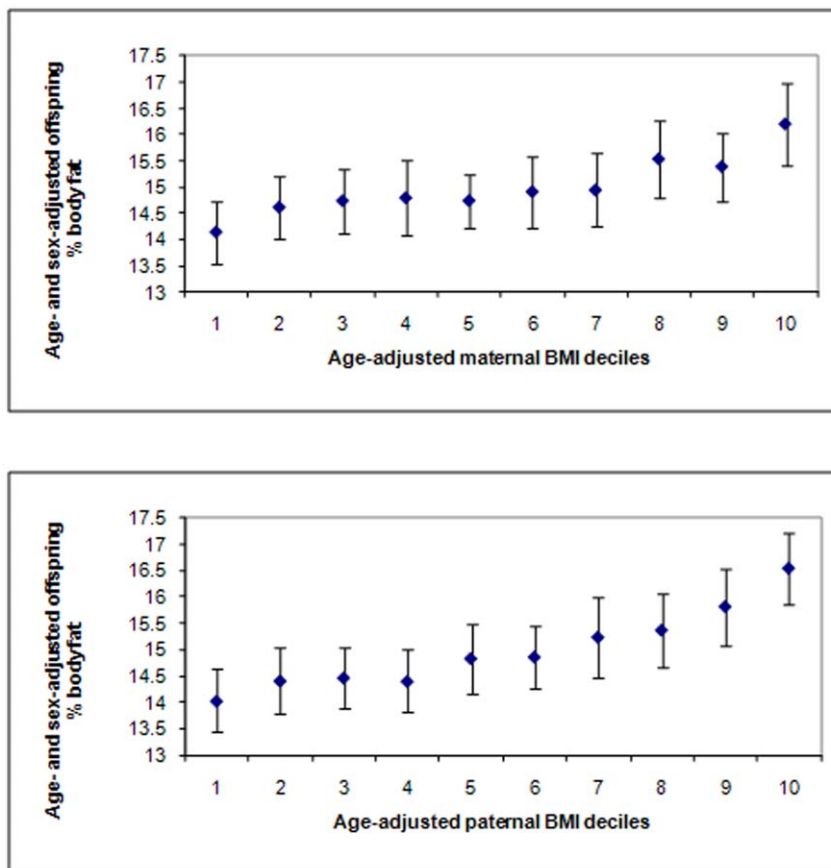 Age- and sex-adjusted offspring
% body fat
17.5
17
16.5
16
15.5
15
14.5
14
13.5
13
1 2 3 4 5 6 7 8 9 10
Age-adjusted maternal BMI deciles
Age- and sex-adjusted offspring
% body fat
17.5
17
16.5
16
15.5
15
14.5
14
13.5
13
1 2 3 4 5 6 7 8 9 10
Age-adjusted paternal BMI deciles